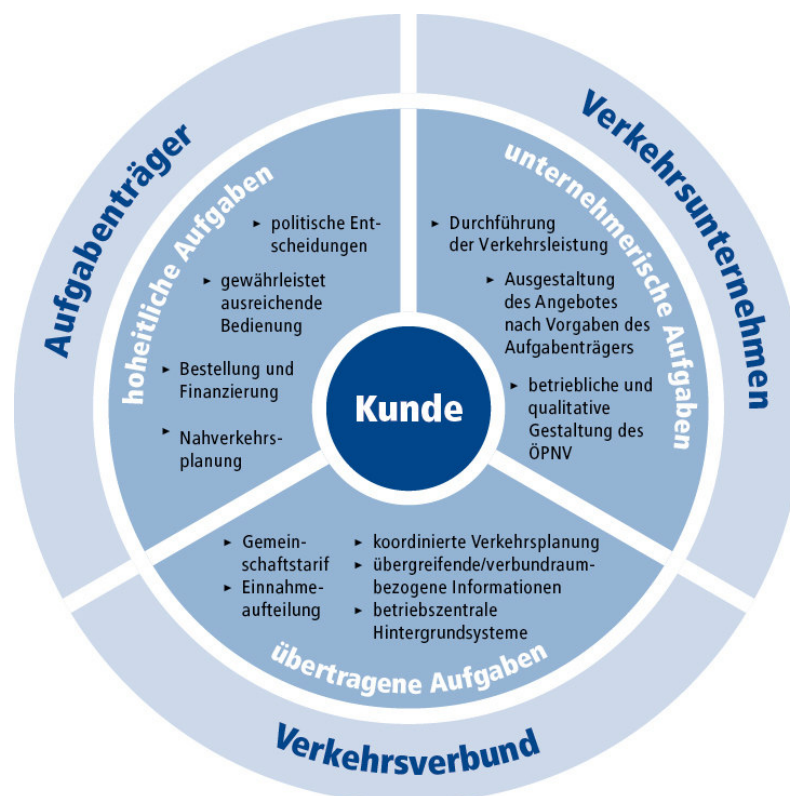 Aufgabenträger
hoheitliche Aufgaben
▸ politische Ent-
scheidungen
▸ gewährleistet
ausreichende
Bedienung
▸ Bestellung und
Finanzierung
▸ Nahverkehrs-
planung
Verkehrsunternehmen
unternehmerische Aufgaben
▸ Durchführung
der Verkehrsleistung
▸ Ausgestaltung
des Angebotes
nach Vorgaben des
Aufgabenträgers
▸ betriebliche und
qualitative
Gestaltung des
ÖPNV
Kunde
▸ Gemein-
schaftstarif
▸ Einnahme-
aufteilung
▸ koordinierte Verkehrsplanung
▸ übergreifende/verbundraum-
bezogene Informationen
▸ betriebszentrale
Hintergrundsysteme
übertragene Aufgaben
Verkehrsverbund